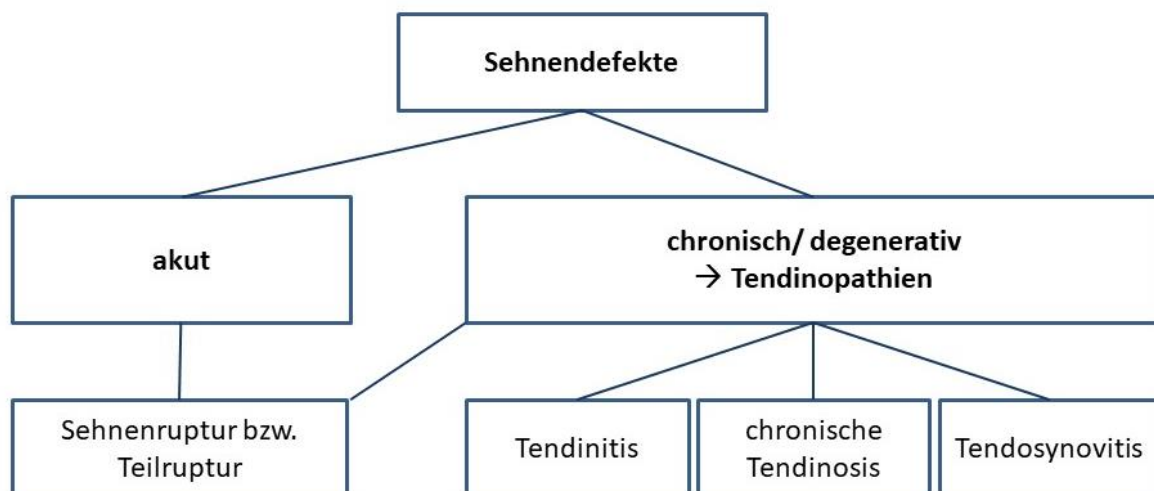 Sehnendefekte
akut
chronisch/ degenerativ
→ Tendinopathien
Sehnenruptur bzw.
Teilruptur
Tendinitis
chronische
Tendinosis
Tendosynovitis